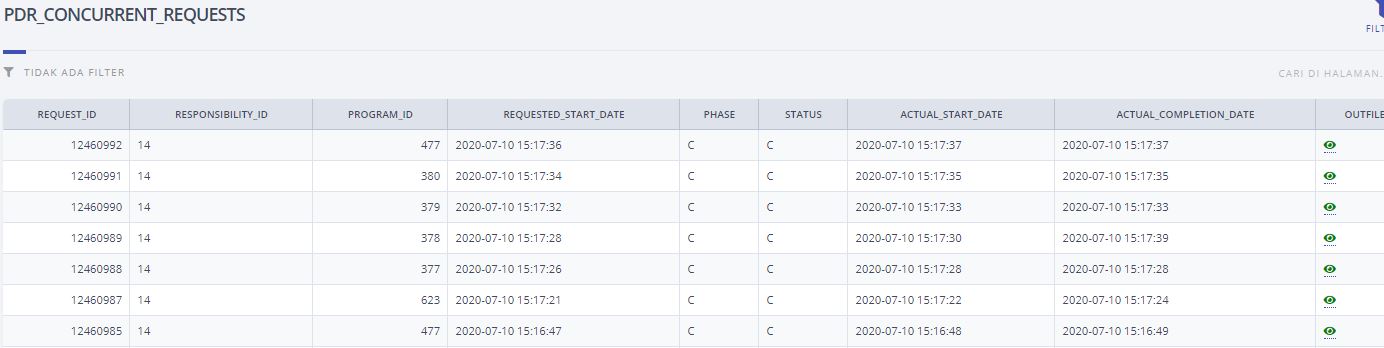 PDR_CONCURRENT_REQUESTS
TIDAK ADA FILTER
CARI DI HALAMAN.
REQUEST_ID RESPONSIBILITY_ID PROGRAM_ID REQUESTED_START_DATE PHASE STATUS ACTUAL_START_DATE ACTUAL_COMPLETION_DATE OUTFILE
12460992 14 477 2020-07-10 15:17:36 C C 2020-07-10 15:17:37 2020-07-10 15:17:37
12460991 14 380 2020-07-10 15:17:34 C C 2020-07-10 15:17:35 2020-07-10 15:17:35
12460990 14 379 2020-07-10 15:17:32 C C 2020-07-10 15:17:33 2020-07-10 15:17:33
12460989 14 378 2020-07-10 15:17:28 C C 2020-07-10 15:17:30 2020-07-10 15:17:39
12460988 14 377 2020-07-10 15:17:26 C C 2020-07-10 15:17:28 2020-07-10 15:17:28
12460987 14 623 2020-07-10 15:17:21 C C 2020-07-10 15:17:22 2020-07-10 15:17:24
12460985 14 477 2020-07-10 15:16:47 C C 2020-07-10 15:16:48 2020-07-10 15:16:49